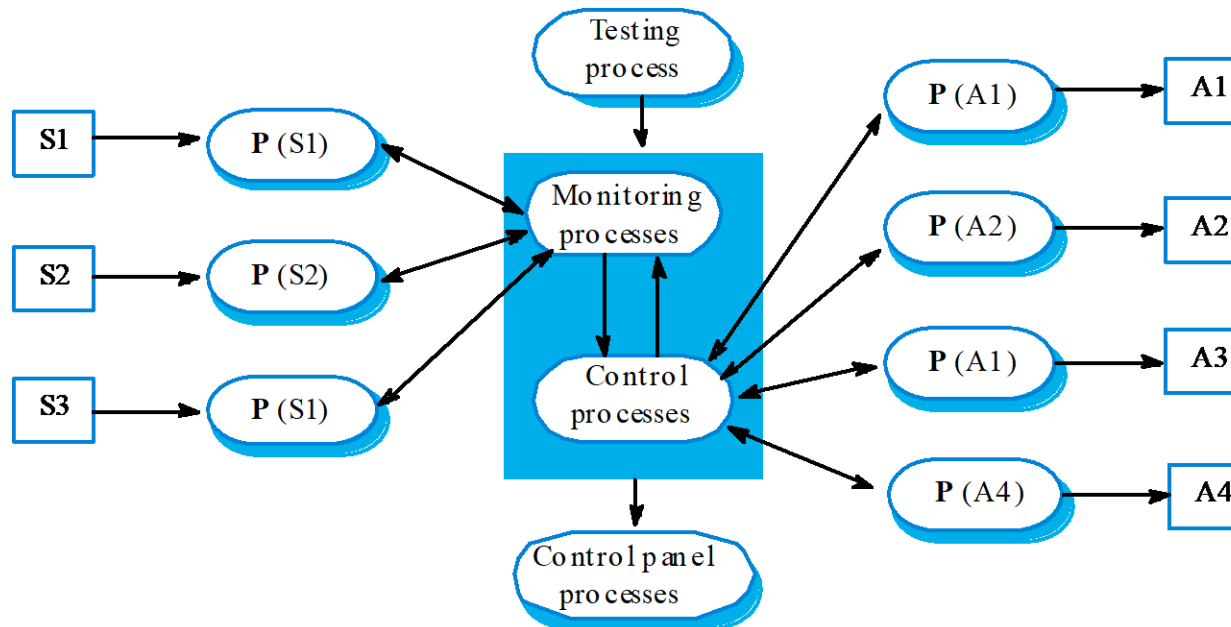 Testing
process
S1
P (S1)
S2
P (S2)
S3
P (S1)
Monitoring
processes
Control
processes
Control panel
processes
P (A1)
A1
P (A2)
A2
P (A1)
A3
P (A4)
A4